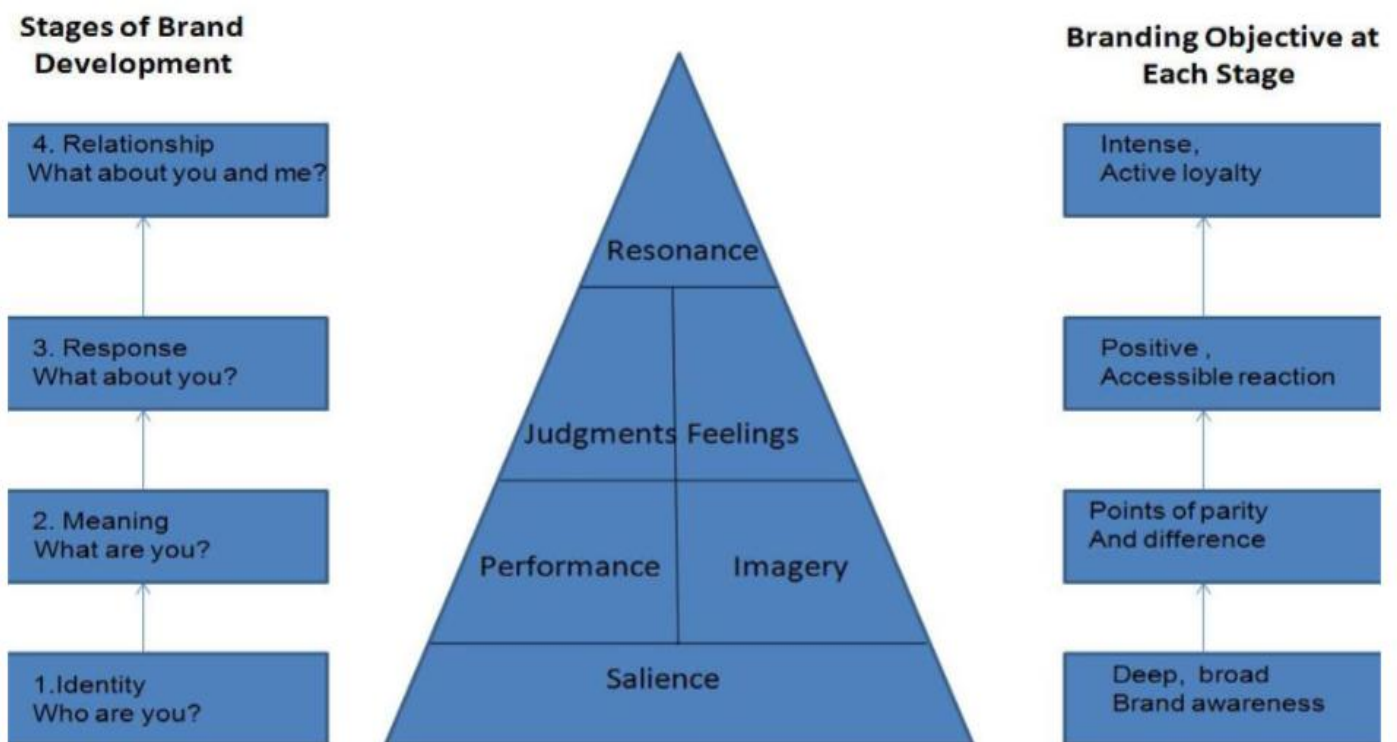 Stages of Brand
Development
Branding Objective at
Each Stage
4. Relationship
What about you and me?
Intense,
Active loyalty
Resonance
3. Response
What about you?
Positive ,
Accessible reaction
Judgments Feelings
2. Meaning
What are you?
Points of parity
And difference
Performance
Imagery
1.Identity
Who are you?
Salience
Deep, broad
Brand awareness